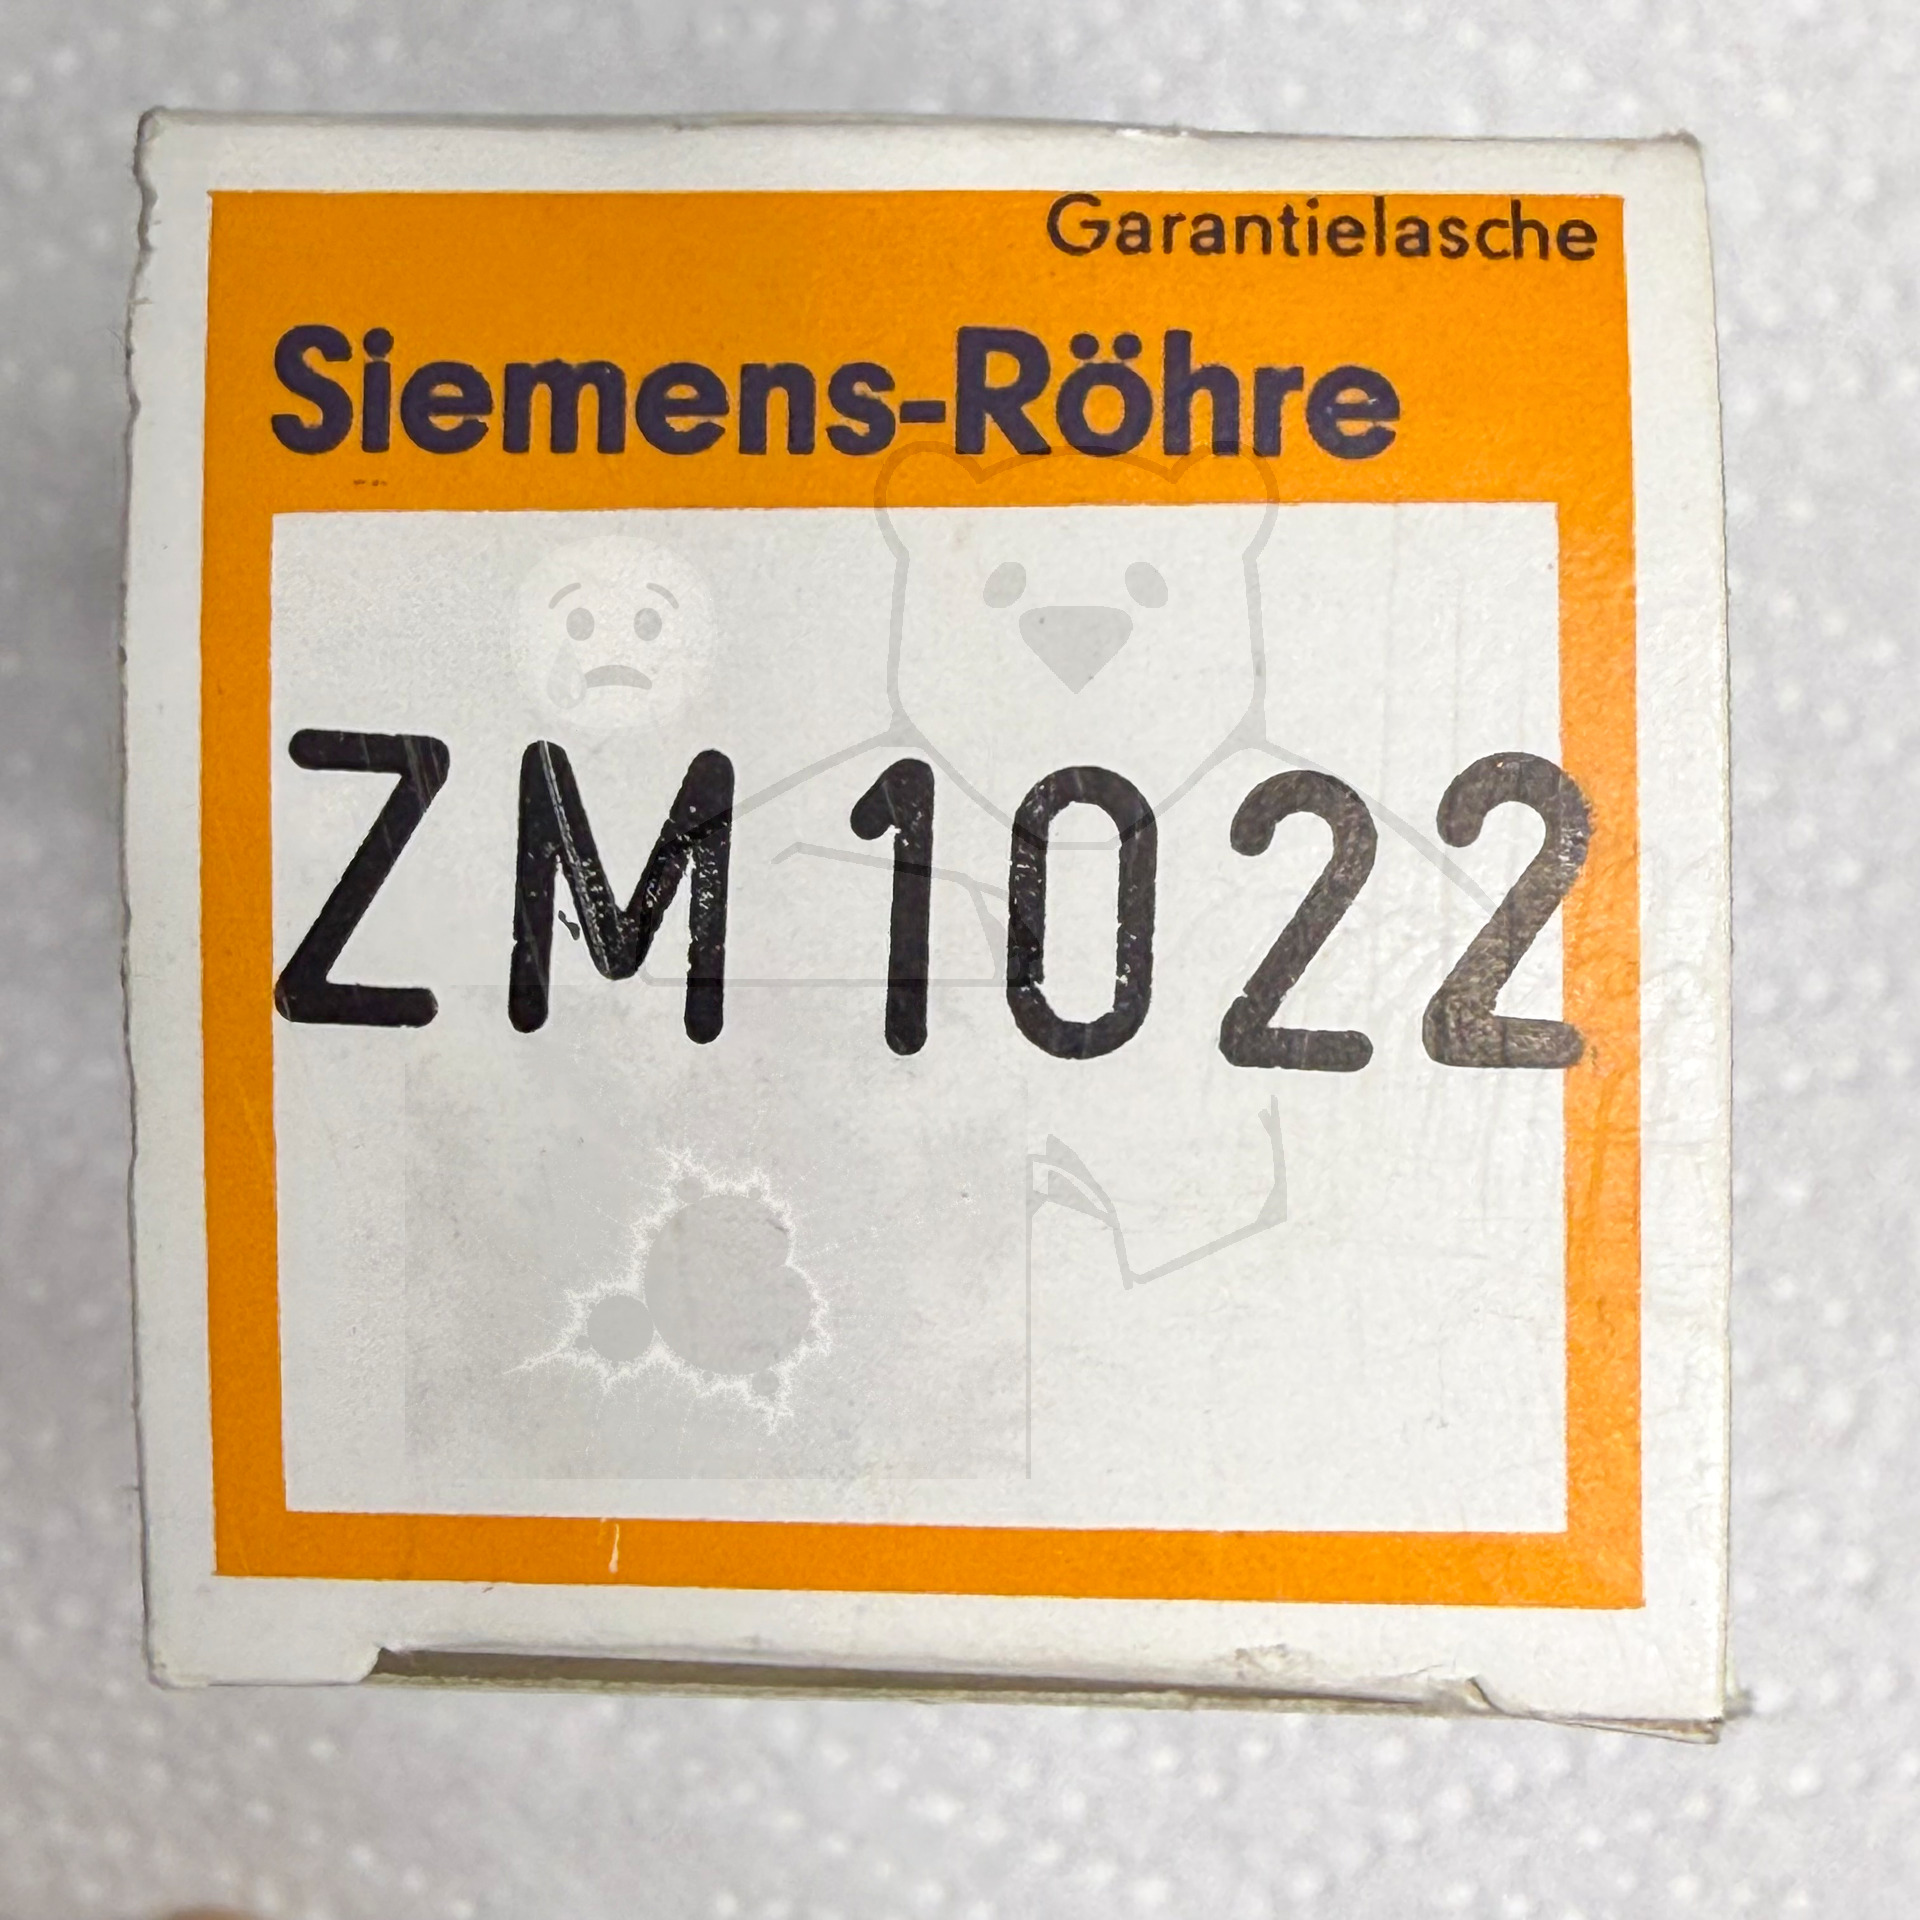 Garantielasche
Siemens-Röhre
ZM 1022